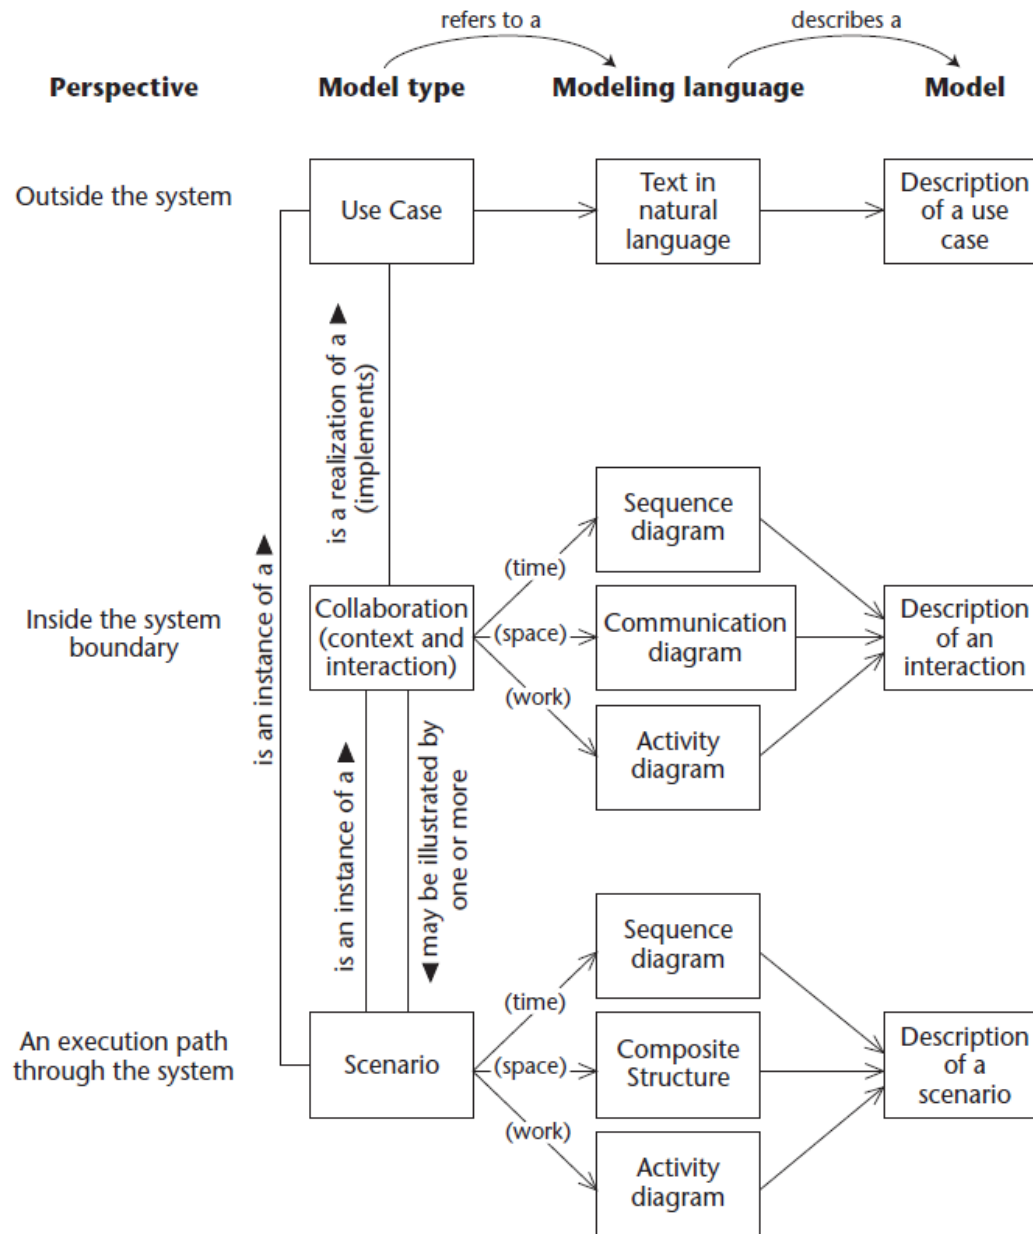 refers to a
describes a
Perspective
Model type
Modeling language
Model
Outside the system
Use Case
Text in
natural
language
Description
of a use
case
is a realization of a ▲
(implements)
is an instance of a ▲
Inside the system
boundary
Collaboration
(context and
interaction)
(time)
(space)
(work)
Sequence
diagram
Communication
diagram
Activity
diagram
Description
of an
interaction
is an instance of a ▲
◀ may be illustrated by
one or more
An execution path
through the system
Scenario
(time)
(space)
(work)
Sequence
diagram
Composite
Structure
Activity
diagram
Description
of a
scenario